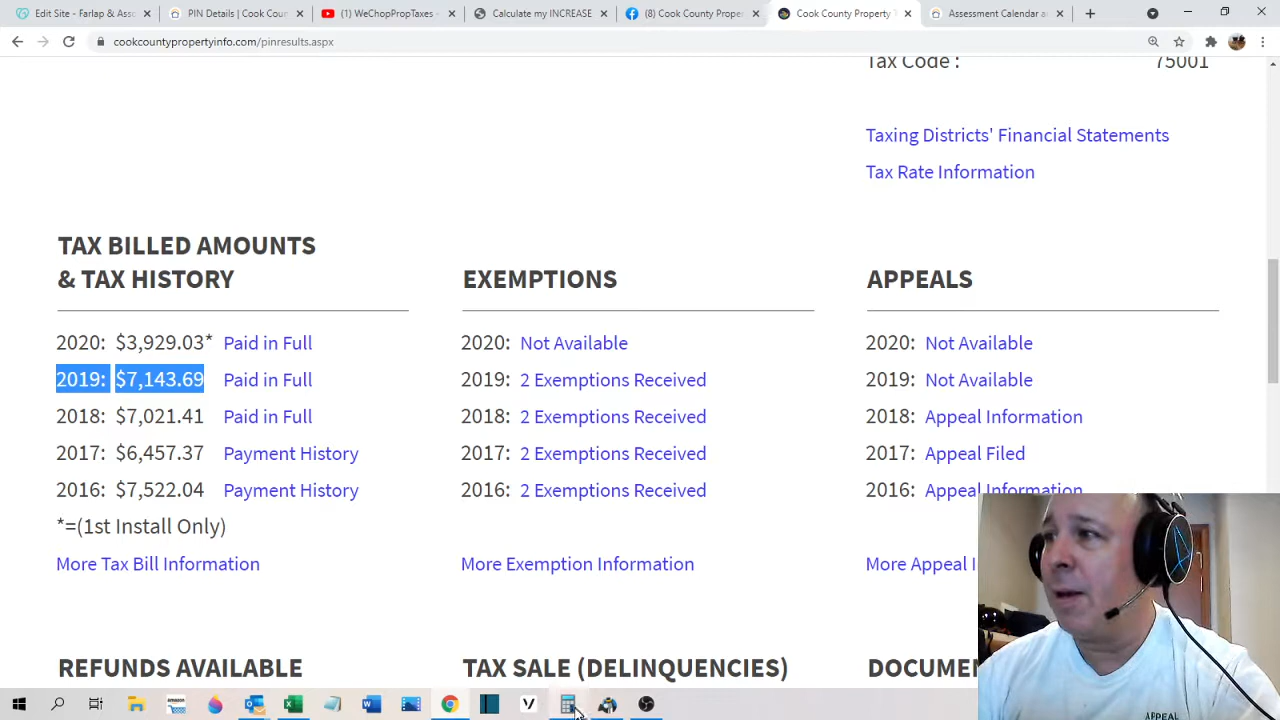 Edit Post - Farlap & Assoc
PIN Details | Cook Coun
(1) WeChopPropTaxes -
Calculate my INCREASE
(8) Cook County Proper
Cook County Property T
Assessment Calendar an
cookcountypropertyinfo.com/pinresults.aspx
Tax Code : 75001
Taxing Districts' Financial Statements
Tax Rate Information
TAX BILLED AMOUNTS
& TAX HISTORY
2020: $3,929.03* Paid in Full
2019: $7,143.69 Paid in Full
2018: $7,021.41 Paid in Full
2017: $6,457.37 Payment History
2016: $7,522.04 Payment History
*=(1st Install Only)
More Tax Bill Information
EXEMPTIONS
2020: Not Available
2019: 2 Exemptions Received
2018: 2 Exemptions Received
2017: 2 Exemptions Received
2016: 2 Exemptions Received
More Exemption Information
APPEALS
2020: Not Available
2019: Not Available
2018: Appeal Information
2017: Appeal Filed
2016: Appeal Information
More Appeal I
REFUNDS AVAILABLE
TAX SALE (DELINQUENCIES)
DOCUMEN
APPEAL